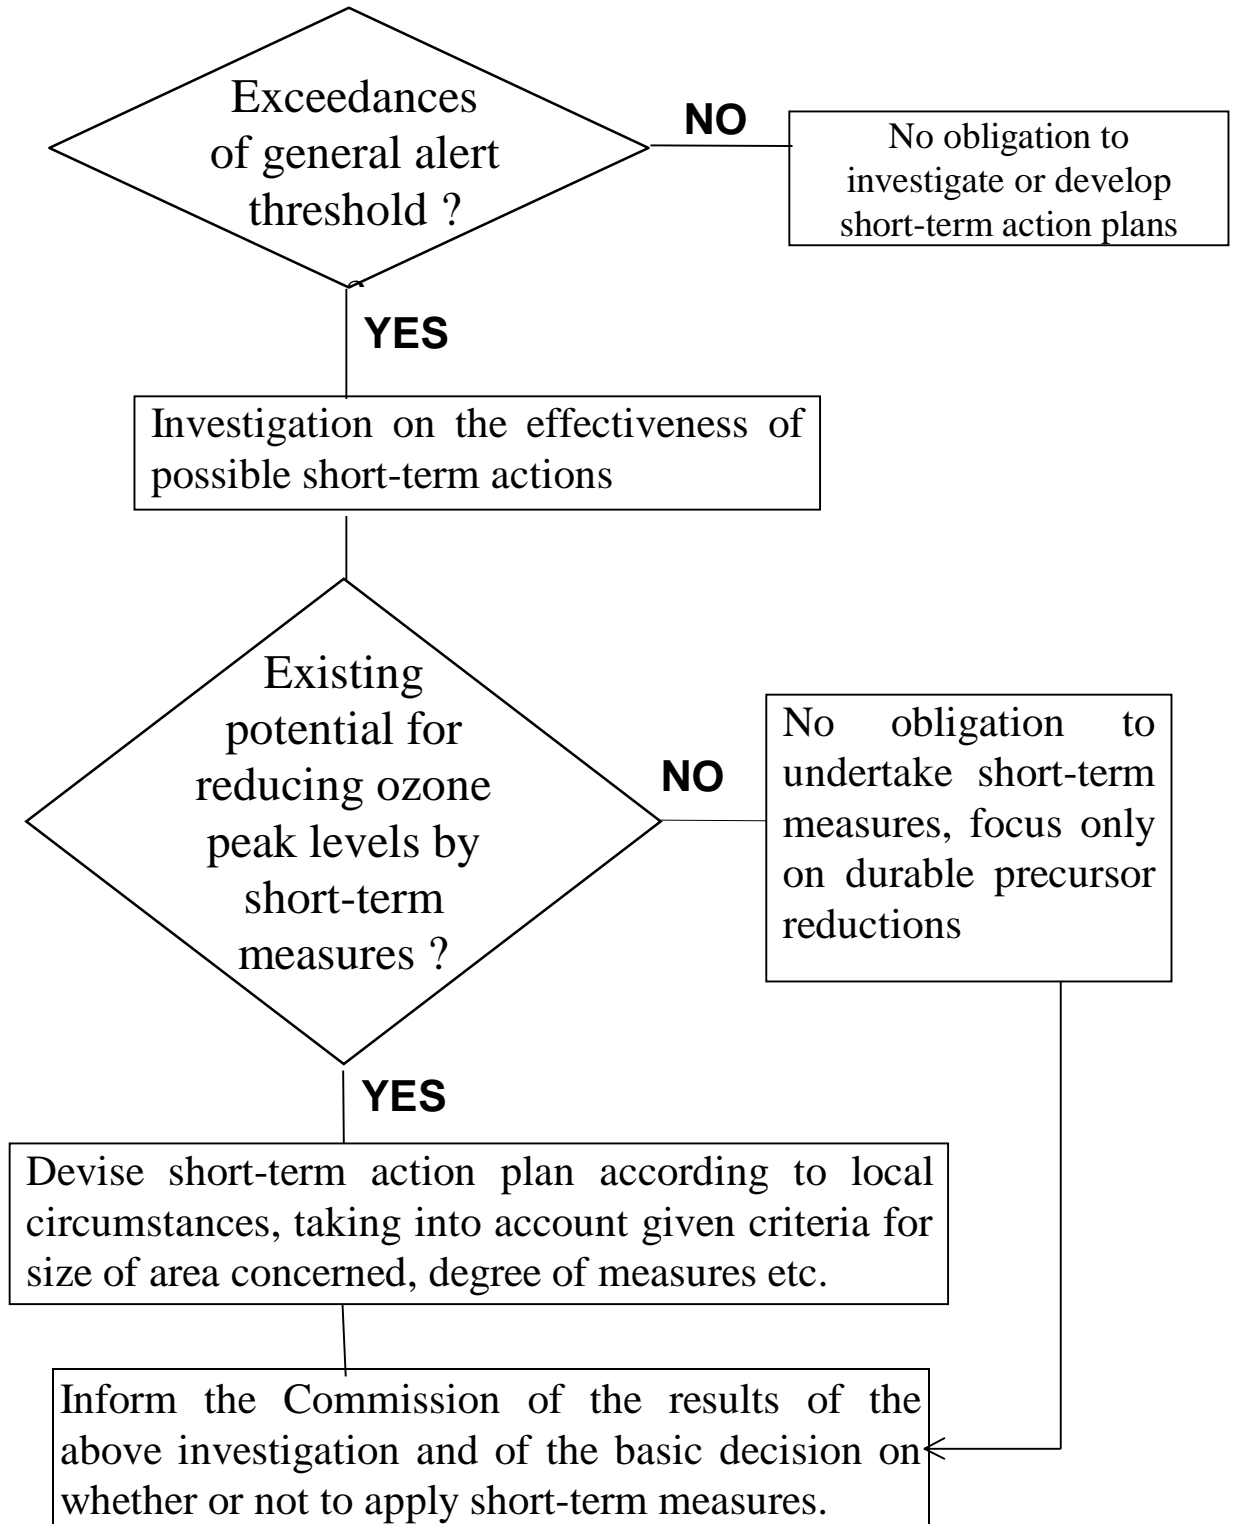 Exceedances
of general alert
threshold ?
NO
No obligation to
investigate or develop
short-term action plans
YES
Investigation on the effectiveness of
possible short-term actions
Existing
potential for
reducing ozone
peak levels by
short-term
measures ?
NO
No obligation to
undertake short-term
measures, focus only
on durable precursor
reductions
YES
Devise short-term action plan according to local
circumstances, taking into account given criteria for
size of area concerned, degree of measures etc.
Inform the Commission of the results of the
above investigation and of the basic decision on
whether or not to apply short-term measures.